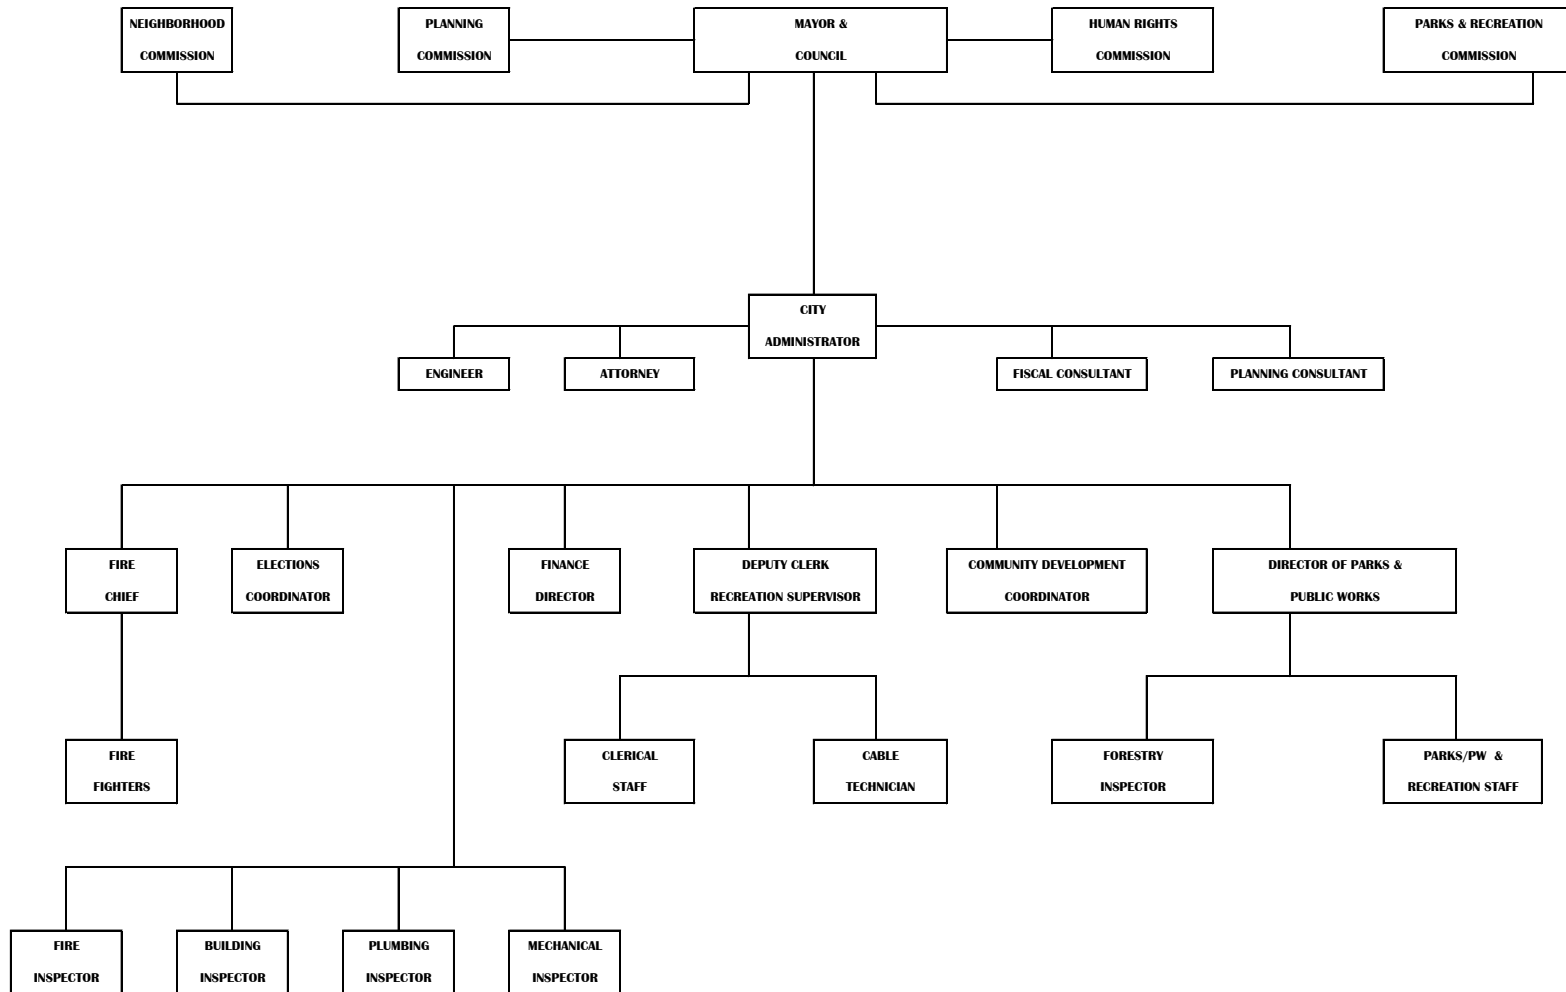 NEIGHBORHOOD
COMMISSION
PLANNING
COMMISSION
MAYOR &
COUNCIL
HUMAN RIGHTS
COMMISSION
PARKS & RECREATION
COMMISSION
CITY
ADMINISTRATOR
ENGINEER
ATTORNEY
FISCAL CONSULTANT
PLANNING CONSULTANT
FIRE
CHIEF
ELECTIONS
COORDINATOR
FINANCE
DIRECTOR
DEPUTY CLERK
RECREATION SUPERVISOR
COMMUNITY DEVELOPMENT
COORDINATOR
DIRECTOR OF PARKS &
PUBLIC WORKS
FIRE
FIGHTERS
CLERICAL
STAFF
CABLE
TECHNICIAN
FORESTRY
INSPECTOR
PARKS/PW &
RECREATION STAFF
FIRE
INSPECTOR
BUILDING
INSPECTOR
PLUMBING
INSPECTOR
MECHANICAL
INSPECTOR